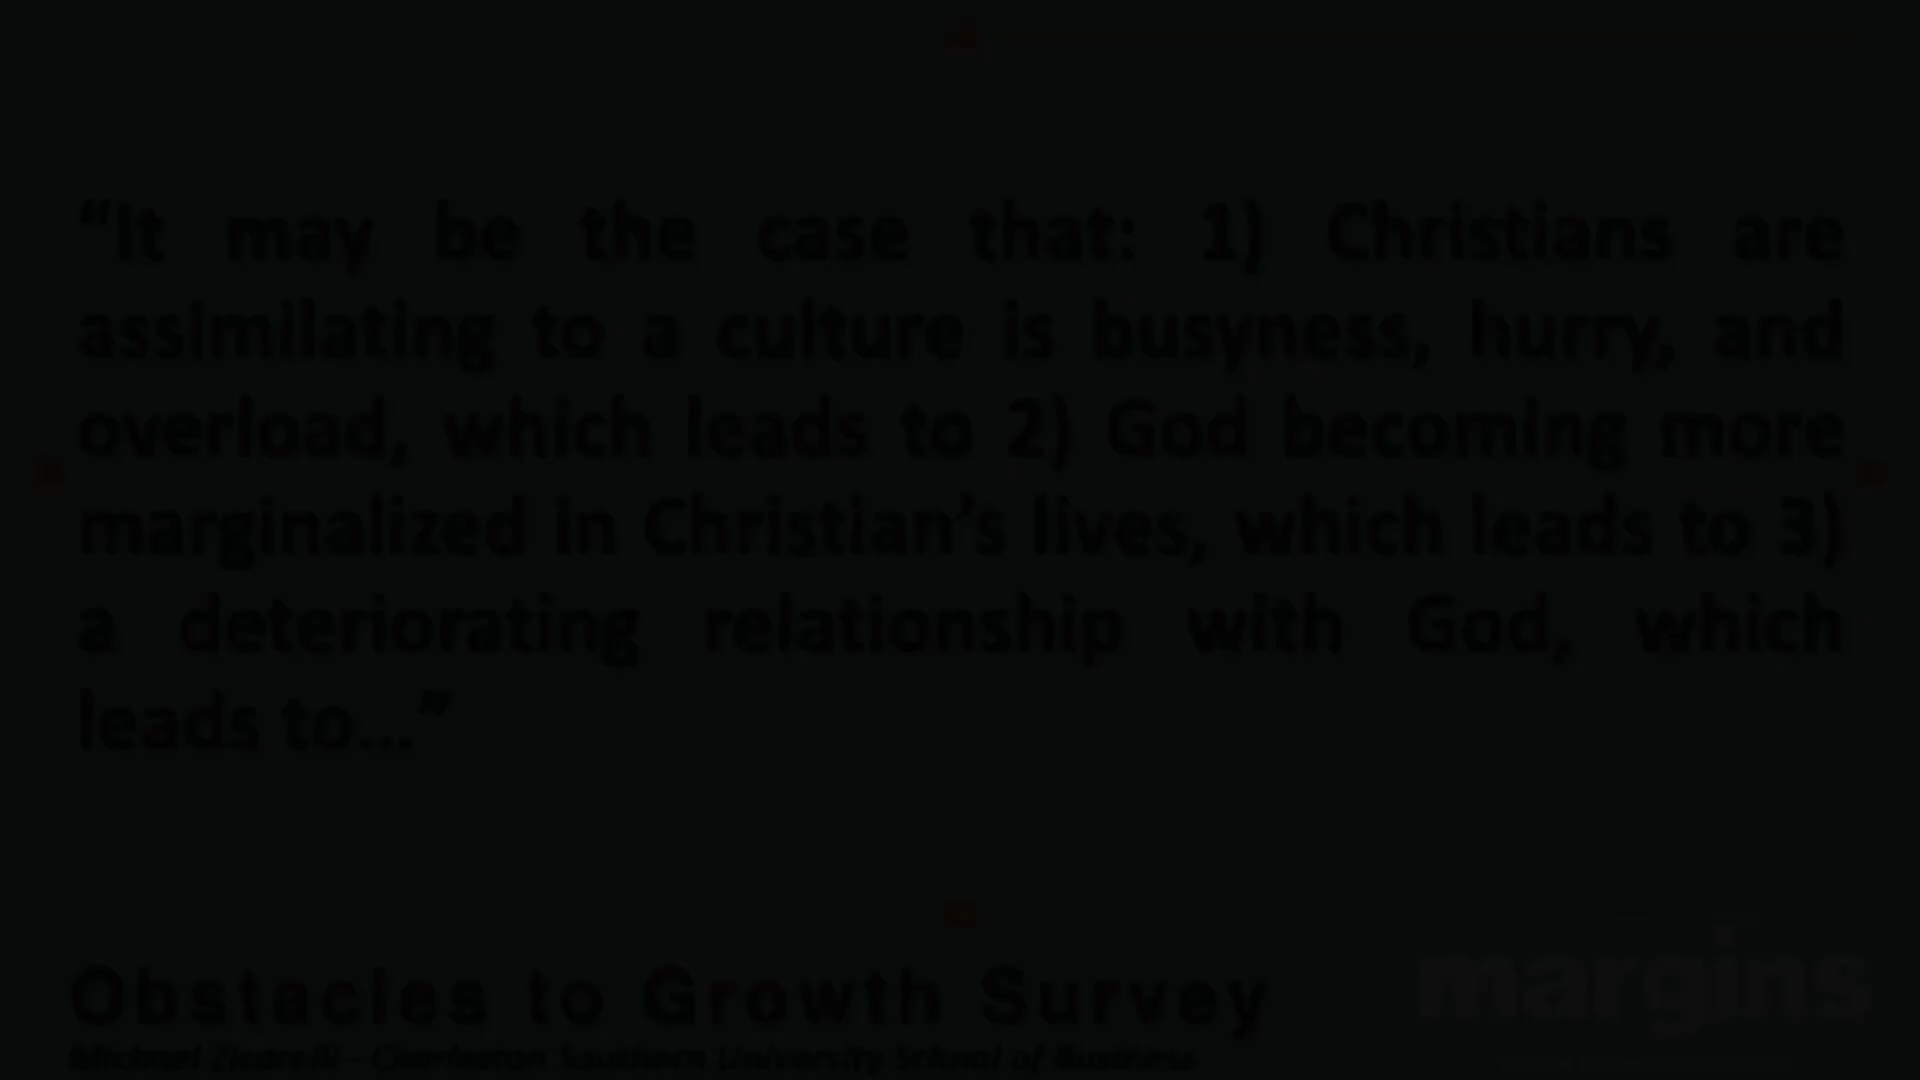 “It may be the case that: 1) Christians are
assimilating to a culture is busyness, hurry, and
overload, which leads to 2) God becoming more
marginalized in Christian’s lives, which leads to 3)
a deteriorating relationship with God, which
leads to...”
Obstacles to Growth Survey
Michael Zigarelli - Charleston Southern University School of Business
margins